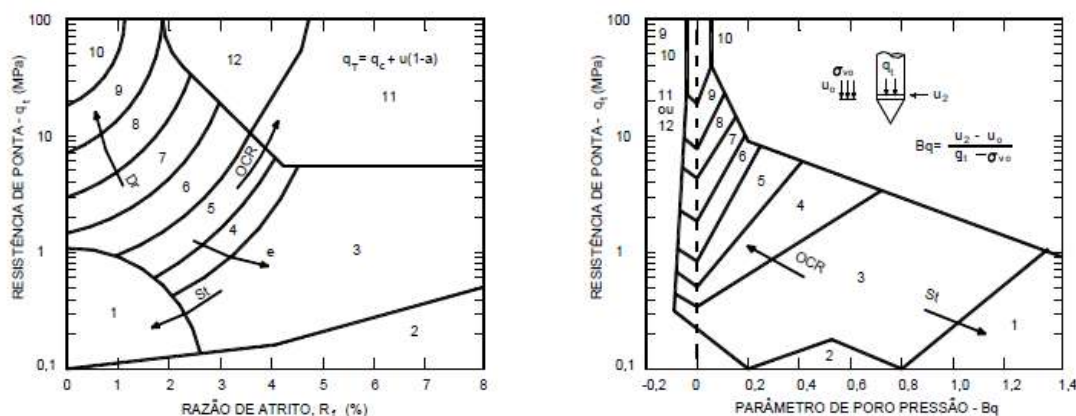 RESISTÊNCIA DE PONTA - qt (MPa)
100
10
1
0,1
10
9
8
7
6
5
4
3
2
1
12
11
qT = qc + u(1-a)
Dr
OCR
e
St
0 1 2 3 4 5 6 7 8
RAZÃO DE ATRITO, Rf (%)
RESISTÊNCIA DE PONTA - qt (MPa)
100
10
1
0,1
9
10
11
ou
12
10
9
8
7
6
5
4
3
2
1
σvo
uo
qt
u2
Bq= u2 - uo
qt - σvo
OCR
St
-0,2 0 0,2 0,4 0,6 0,8 1,0 1,2 1,4
PARÂMETRO DE PORO PRESSÃO - Bq